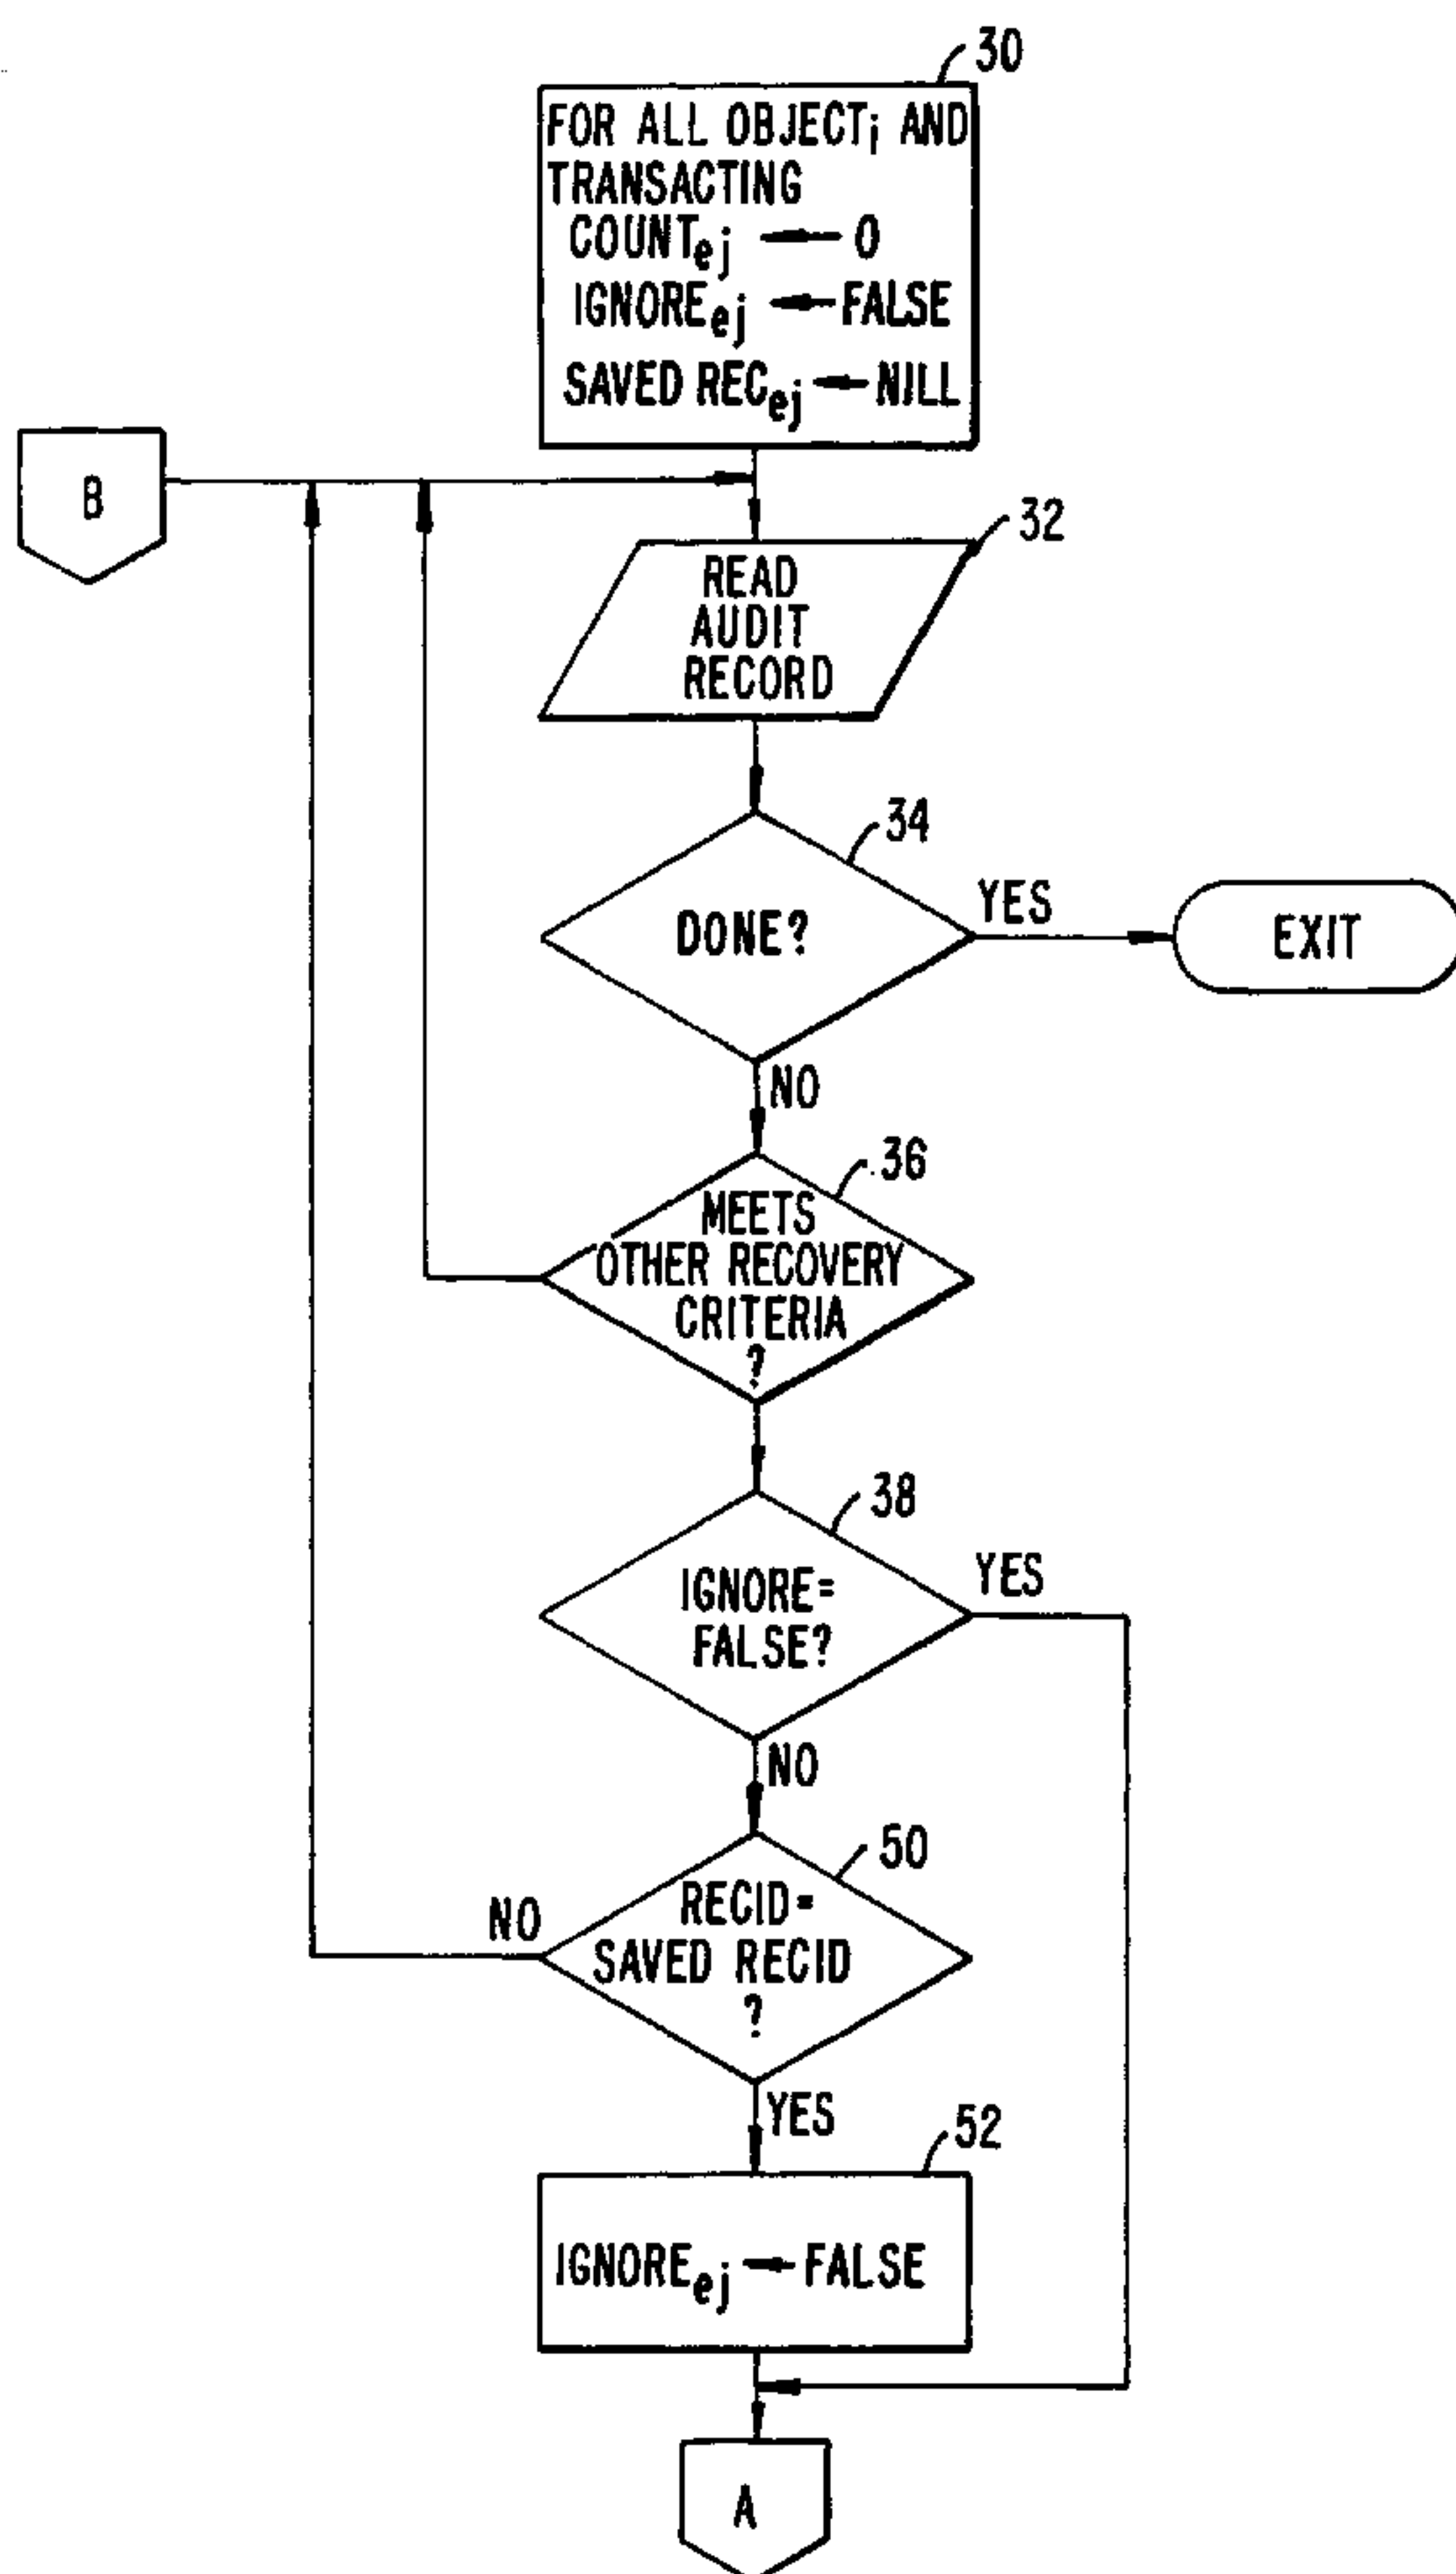 30
FOR ALL OBJECTj AND
TRANSACTING
COUNTej ← 0
IGNOREej ← FALSE
SAVED RECej ← NILL
B
32
READ
AUDIT
RECORD
34
DONE?
YES
EXIT
NO
36
MEETS
OTHER RECOVERY
CRITERIA
?
38
IGNORE=
FALSE?
YES
NO
50
RECID=
SAVED RECID
?
NO
YES
52
IGNOREej ← FALSE
A